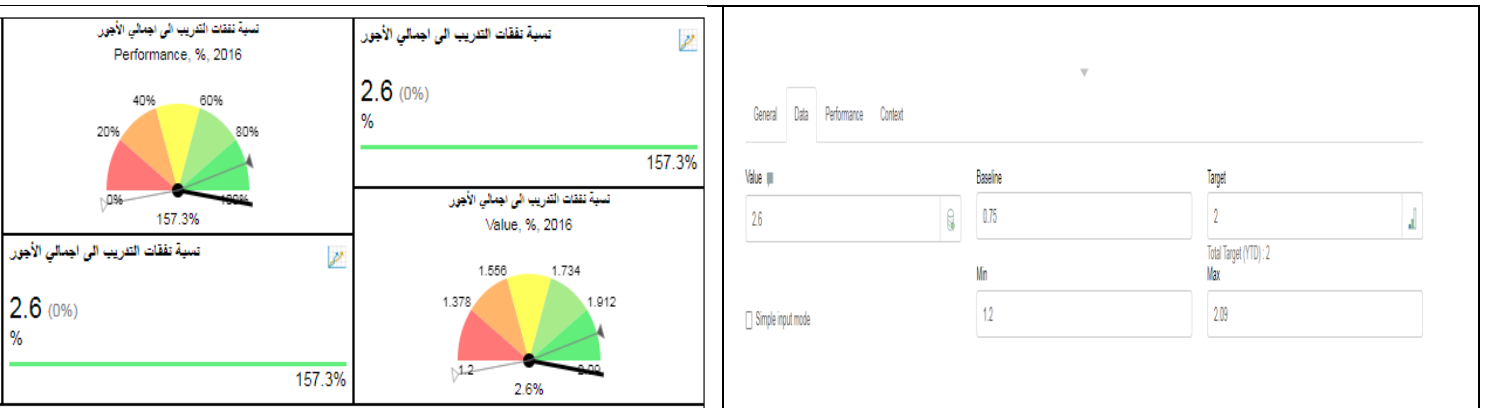 نسبة نفقات التدريب الى اجمالي الأجور
Performance, %, 2016
40%
60%
20%
80%
0%
100%
157.3%
نسبة نفقات التدريب الى اجمالي الأجور
2.6 (0%)
%
157.3%
نسبة نفقات التدريب الى اجمالي الأجور
2.6 (0%)
%
157.3%
نسبة نفقات التدريب الى اجمالي الأجور
Value, %, 2016
1.556
1.734
1.378
1.912
1.2
2.09
2.6%
General Data Performance Context
Value Baseline Target
2.6 0.75 2
Total Target (YTD) : 2
Min Max
Simple input mode 1.2 2.09